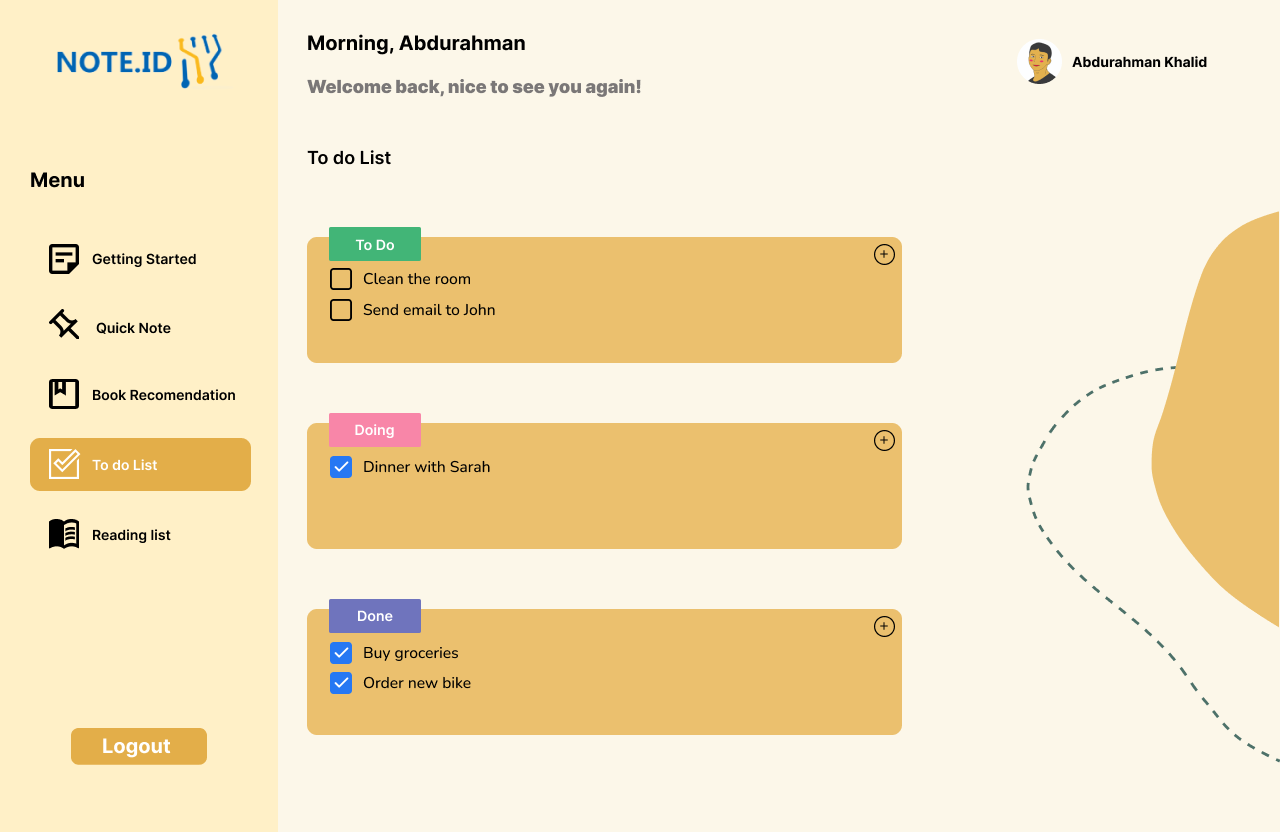 NOTE.ID
Menu
Getting Started
Quick Note
Book Recomendation
To do List
Reading list
Logout
Morning, Abdurahman
Welcome back, nice to see you again!
Abdurahman Khalid
To do List
To Do
Clean the room
Send email to John
Doing
Dinner with Sarah
Done
Buy groceries
Order new bike